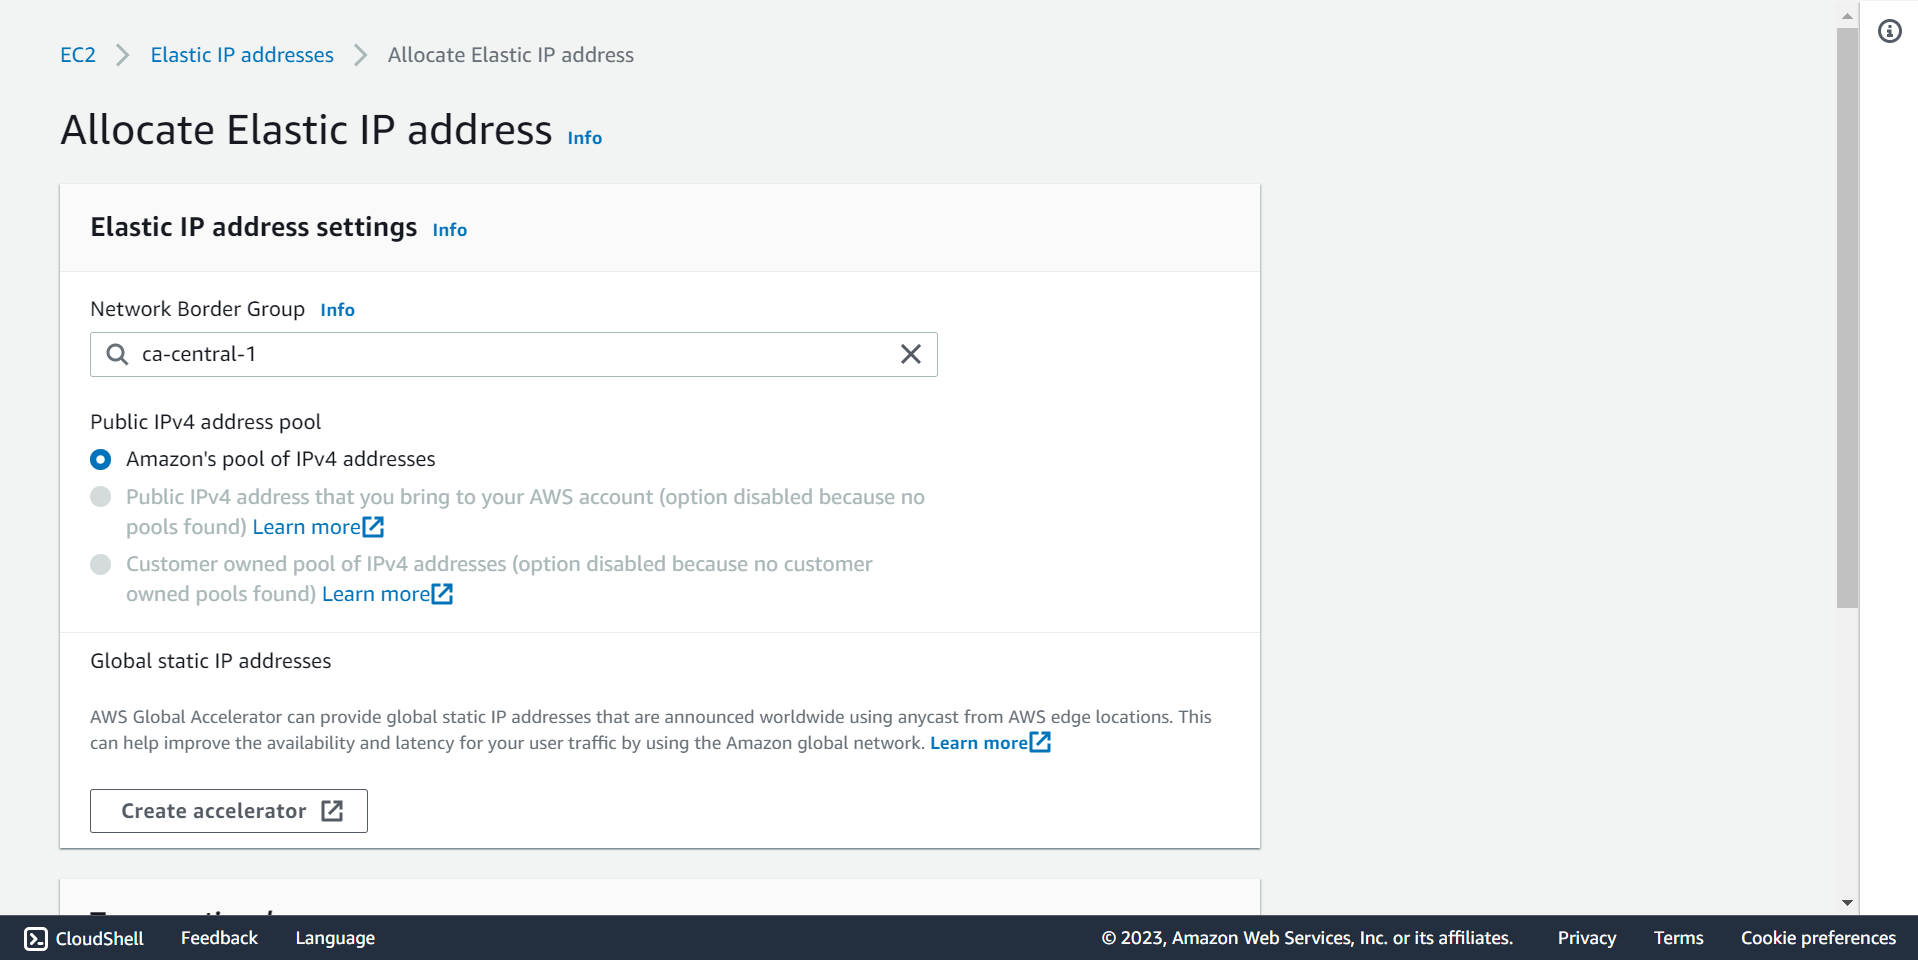 EC2 Elastic IP addresses Allocate Elastic IP address
Allocate Elastic IP address Info
Elastic IP address settings Info
Network Border Group Info
ca-central-1
Public IPv4 address pool
Amazon's pool of IPv4 addresses
Public IPv4 address that you bring to your AWS account (option disabled because no
pools found) Learn more
Customer owned pool of IPv4 addresses (option disabled because no customer
owned pools found) Learn more
Global static IP addresses
AWS Global Accelerator can provide global static IP addresses that are announced worldwide using anycast from AWS edge locations. This
can help improve the availability and latency for your user traffic by using the Amazon global network. Learn more
Create accelerator
CloudShell Feedback Language © 2023, Amazon Web Services, Inc. or its affiliates. Privacy Terms Cookie preferences